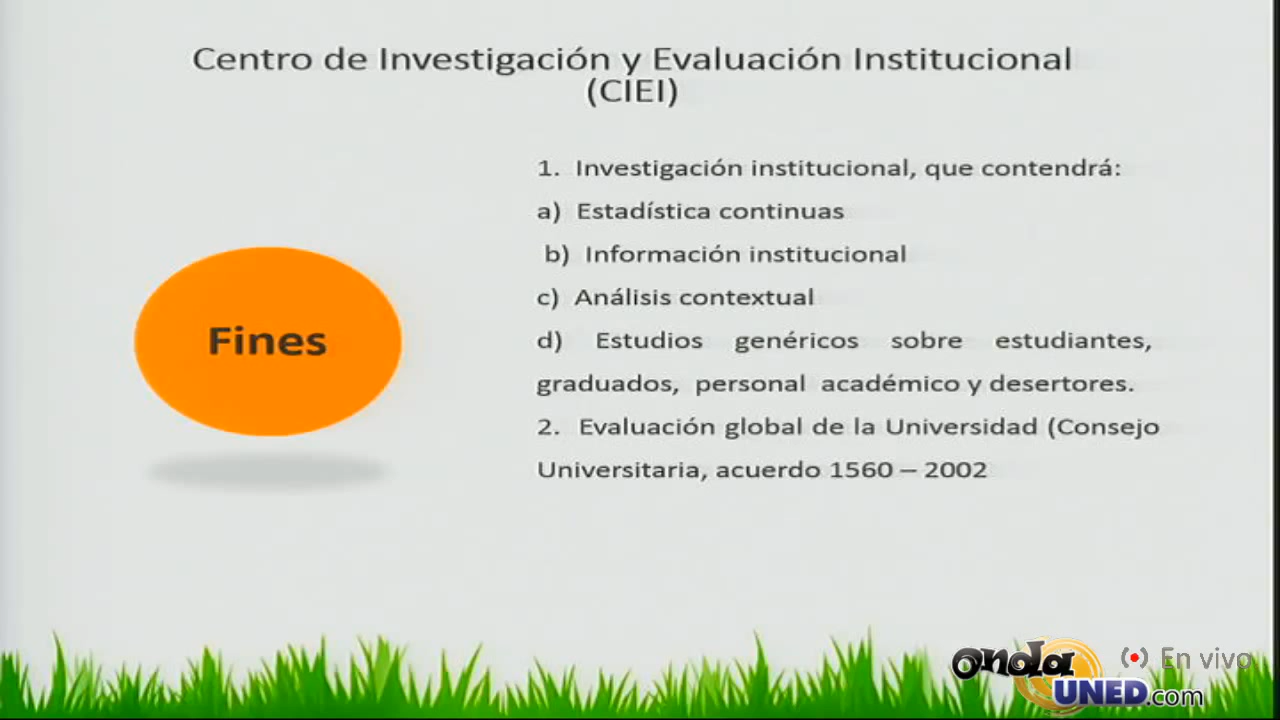 Centro de Investigación y Evaluación Institucional
(CIEI)
Fines
1. Investigación institucional, que contendrá:
a) Estadística continuas
b) Información institucional
c) Análisis contextual
d) Estudios genéricos sobre estudiantes,
graduados, personal académico y desertores.
2. Evaluación global de la Universidad (Consejo
Universitaria, acuerdo 1560 – 2002
onda
UNED.com
En vivo